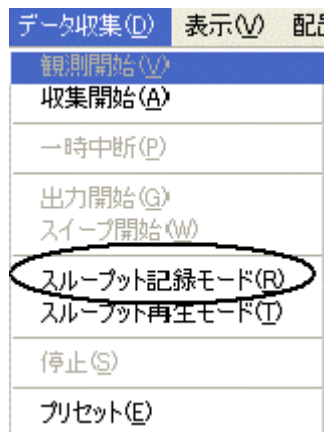 データ収集(D) 表示(V) 配
観測開始(V)
収集開始(A)
一時中断(P)
出力開始(G)
スイープ開始(W)
スループット記録モード(R)
スループット再生モード(T)
停止(S)
プリセット(E)